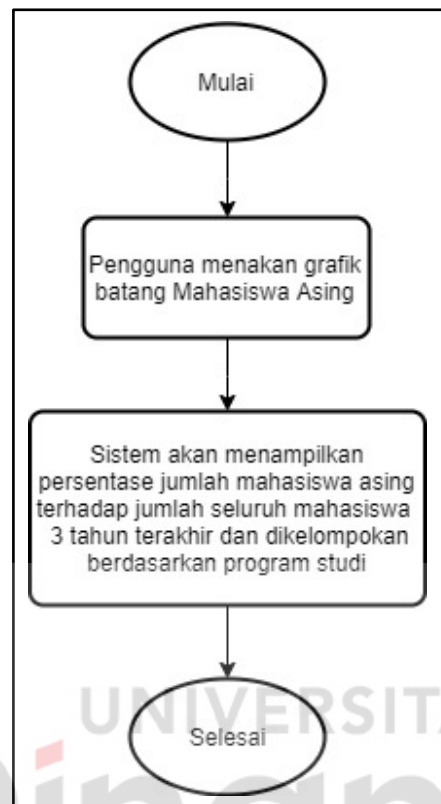 Mulai
Pengguna menakan grafik
batang Mahasiswa Asing
Sistem akan menampilkan
persentase jumlah mahasiswa asing
terhadap jumlah seluruh mahasiswa
3 tahun terakhir dan dikelompokan
berdasarkan program studi
UNIVERSITA
Selesai